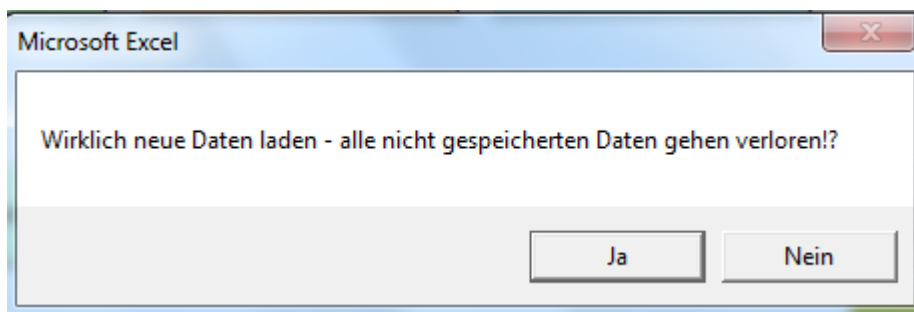 Microsoft Excel
Wirklich neue Daten laden - alle nicht gespeicherten Daten gehen verloren!?
Ja
Nein